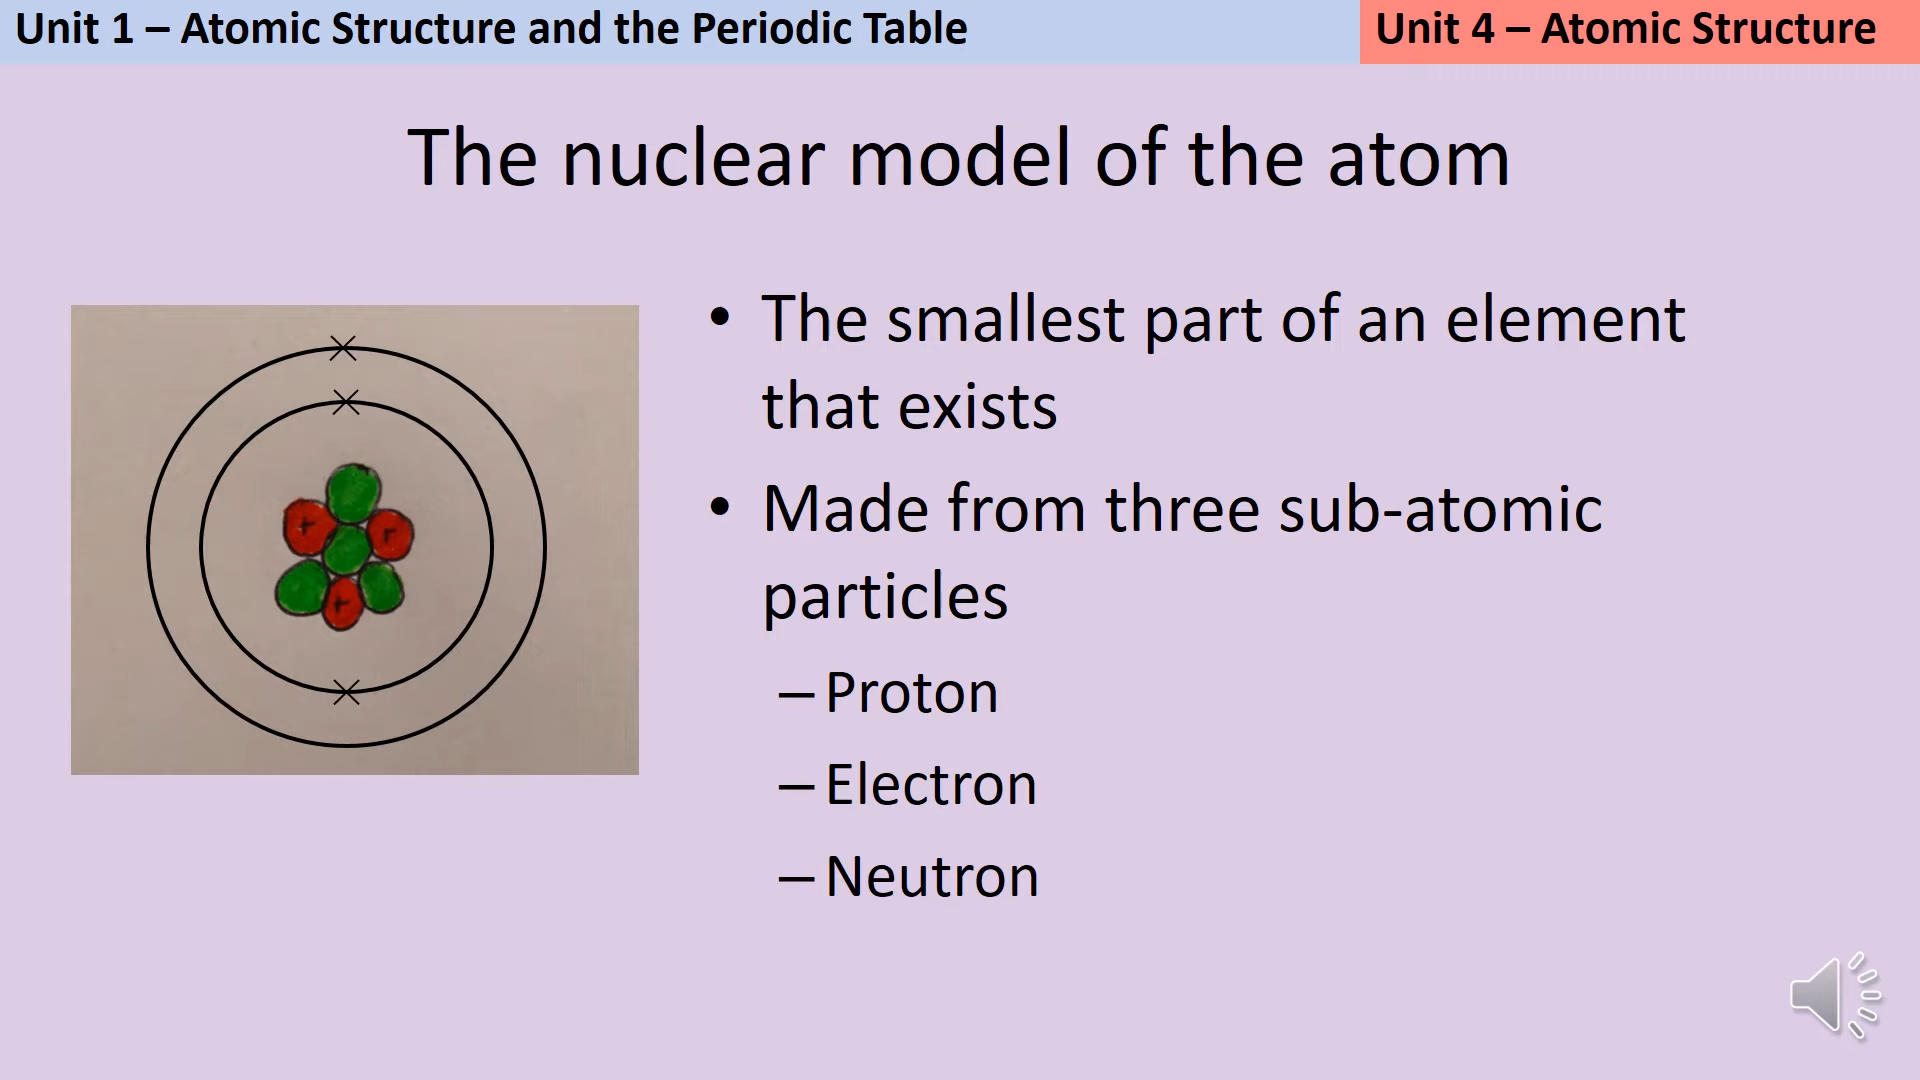 Unit 1 – Atomic Structure and the Periodic Table
Unit 4 – Atomic Structure
The nuclear model of the atom
• The smallest part of an element
that exists
• Made from three sub-atomic
particles
– Proton
– Electron
– Neutron